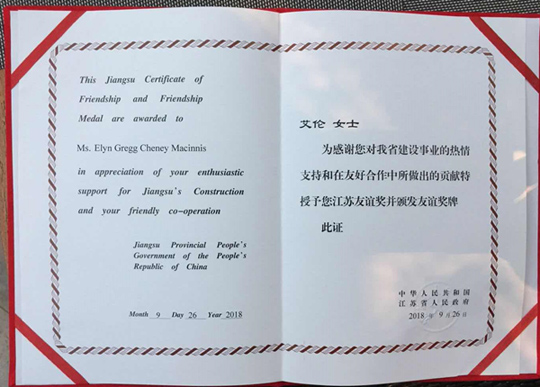 This Jiangsu Certificate of
Friendship and Friendship
Medal are awarded to
Ms. Elyn Gregg Cheney Macinnis
in appreciation of your enthusiastic
support for Jiangsu's Construction
and your friendly co-operation
Jiangsu Provincial People's
Government of the People's
Republic of China
Month 9 Day 26 Year 2018
艾伦 女士
为感谢您对我省建设事业的热情
支持和在友好合作中所做出的贡献特
授予您江苏友谊奖并颁发友谊奖牌
此证
中华人民共和国
江苏省人民政府
2018 年 9 月 26 日